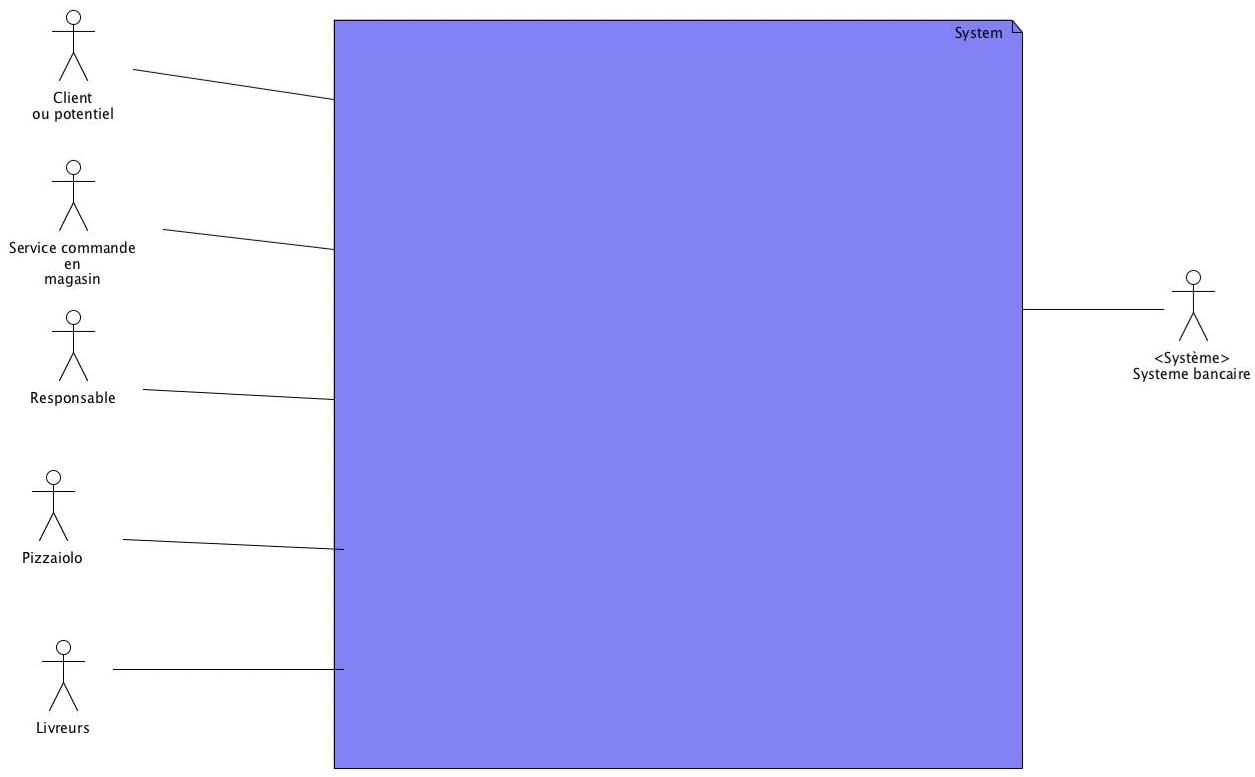 System
Client
ou potentiel
Service commande
en
magasin
Responsable
<Système>
Systeme bancaire
Pizzaiolo
Livreurs